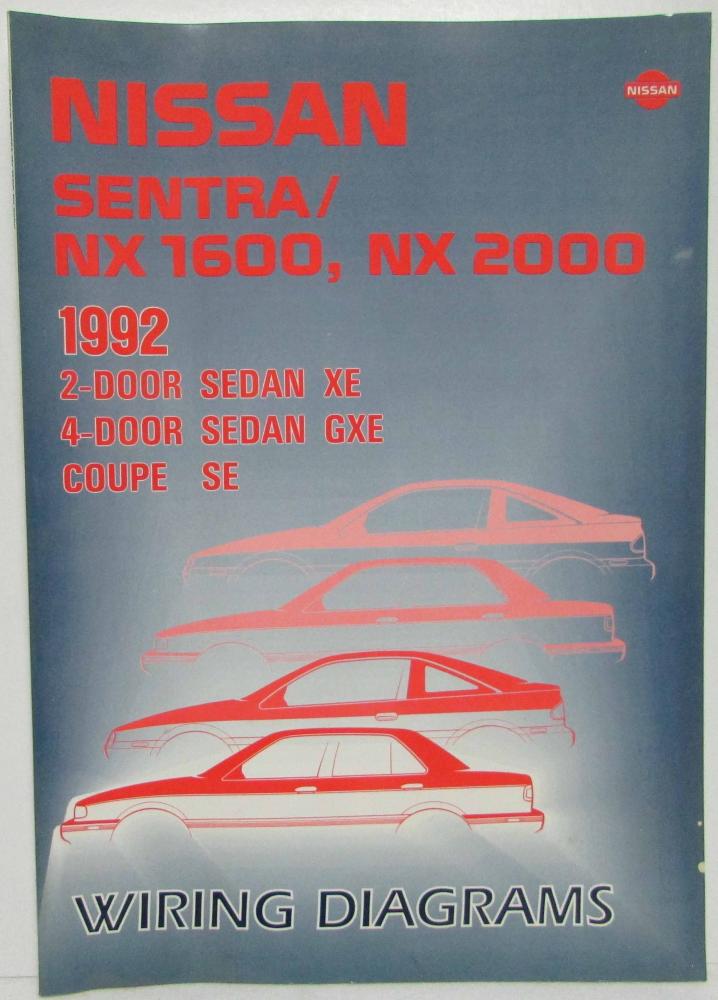 NISSAN
NISSAN
SENTRA/
NX 1600, NX 2000
1992
2-DOOR SEDAN XE
4-DOOR SEDAN GXE
COUPE SE
WIRING DIAGRAMS